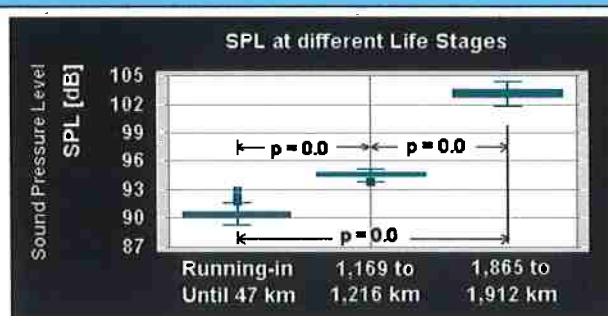 SPL at different Life Stages
Sound Pressure Level
SPL [dB]
105
102
99
96
93
90
87
p = 0.0
p = 0.0
p = 0.0
Running-in
Until 47 km
1,169 to
1,216 km
1,865 to
1,912 km